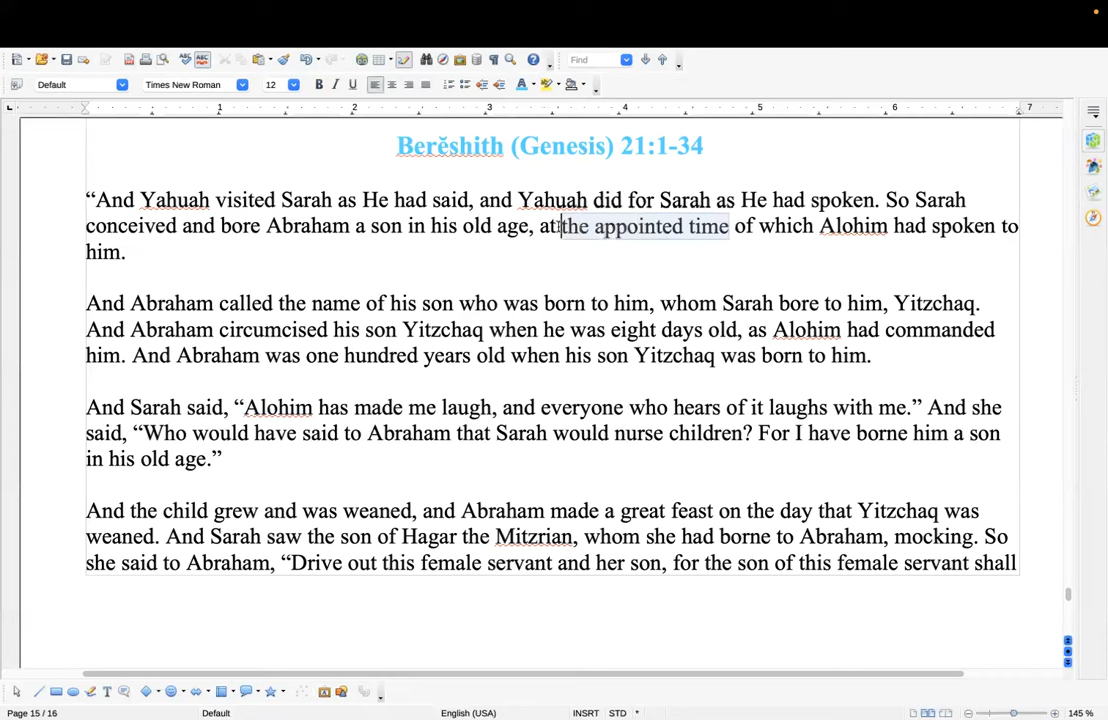 Find
Default
Times New Roman
12
1 2 3 4 5 6 7
Berĕshith (Genesis) 21:1-34
“And Yahuah visited Sarah as He had said, and Yahuah did for Sarah as He had spoken. So Sarah
conceived and bore Abraham a son in his old age, at the appointed time of which Alohim had spoken to
him.
And Abraham called the name of his son who was born to him, whom Sarah bore to him, Yitzchaq.
And Abraham circumcised his son Yitzchaq when he was eight days old, as Alohim had commanded
him. And Abraham was one hundred years old when his son Yitzchaq was born to him.
And Sarah said, “Alohim has made me laugh, and everyone who hears of it laughs with me.” And she
said, “Who would have said to Abraham that Sarah would nurse children? For I have borne him a son
in his old age.”
And the child grew and was weaned, and Abraham made a great feast on the day that Yitzchaq was
weaned. And Sarah saw the son of Hagar the Mitzrian, whom she had borne to Abraham, mocking. So
she said to Abraham, “Drive out this female servant and her son, for the son of this female servant shall
Page 15 / 16 Default English (USA) INSRT STD * 145 %